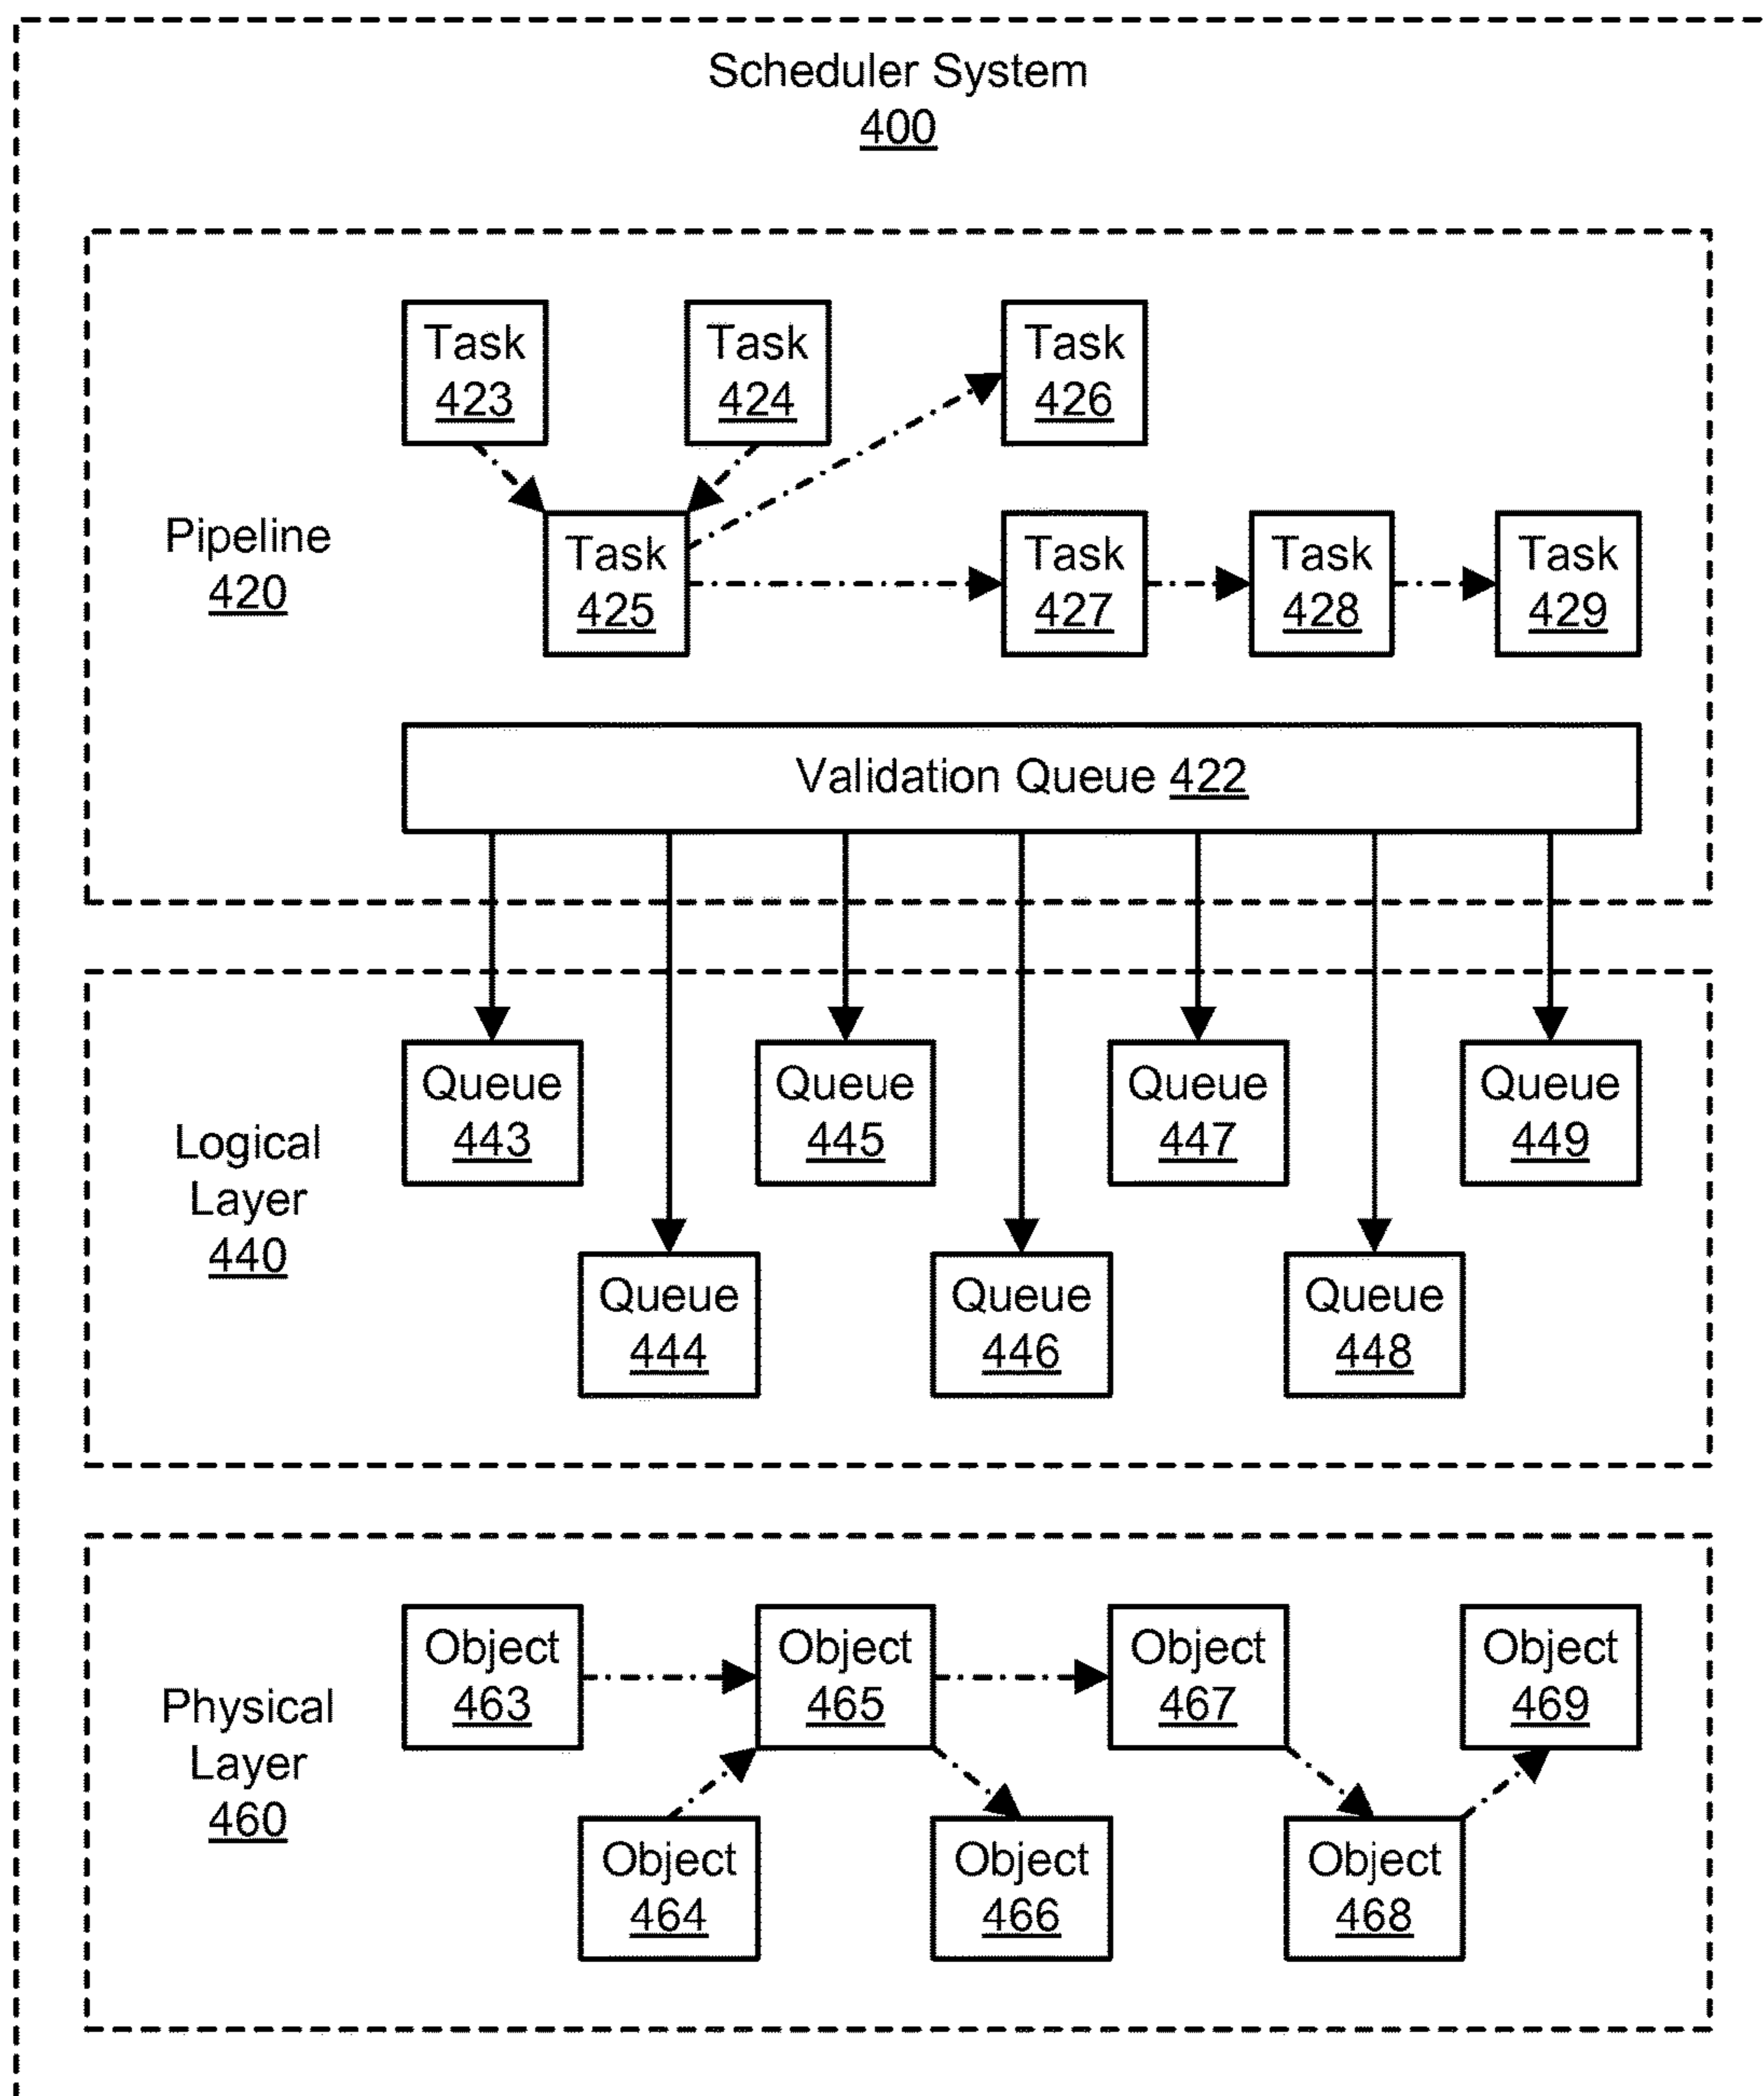 Scheduler System
400
Task
423
Task
424
Task
426
Pipeline
420
Task
425
Task
427
Task
428
Task
429
Validation Queue 422
Logical
Layer
440
Queue
443
Queue
445
Queue
447
Queue
449
Queue
444
Queue
446
Queue
448
Physical
Layer
460
Object
463
Object
465
Object
467
Object
469
Object
464
Object
466
Object
468